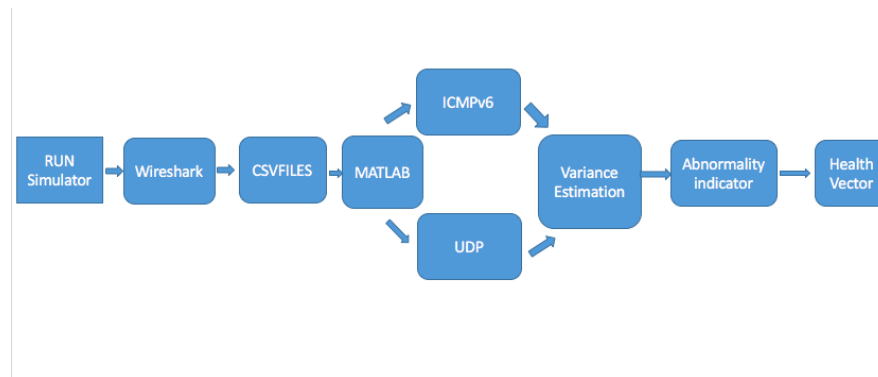 RUN
Simulator
Wireshark
CSVFILES
MATLAB
ICMPv6
UDP
Variance
Estimation
Abnormality
indicator
Health
Vector